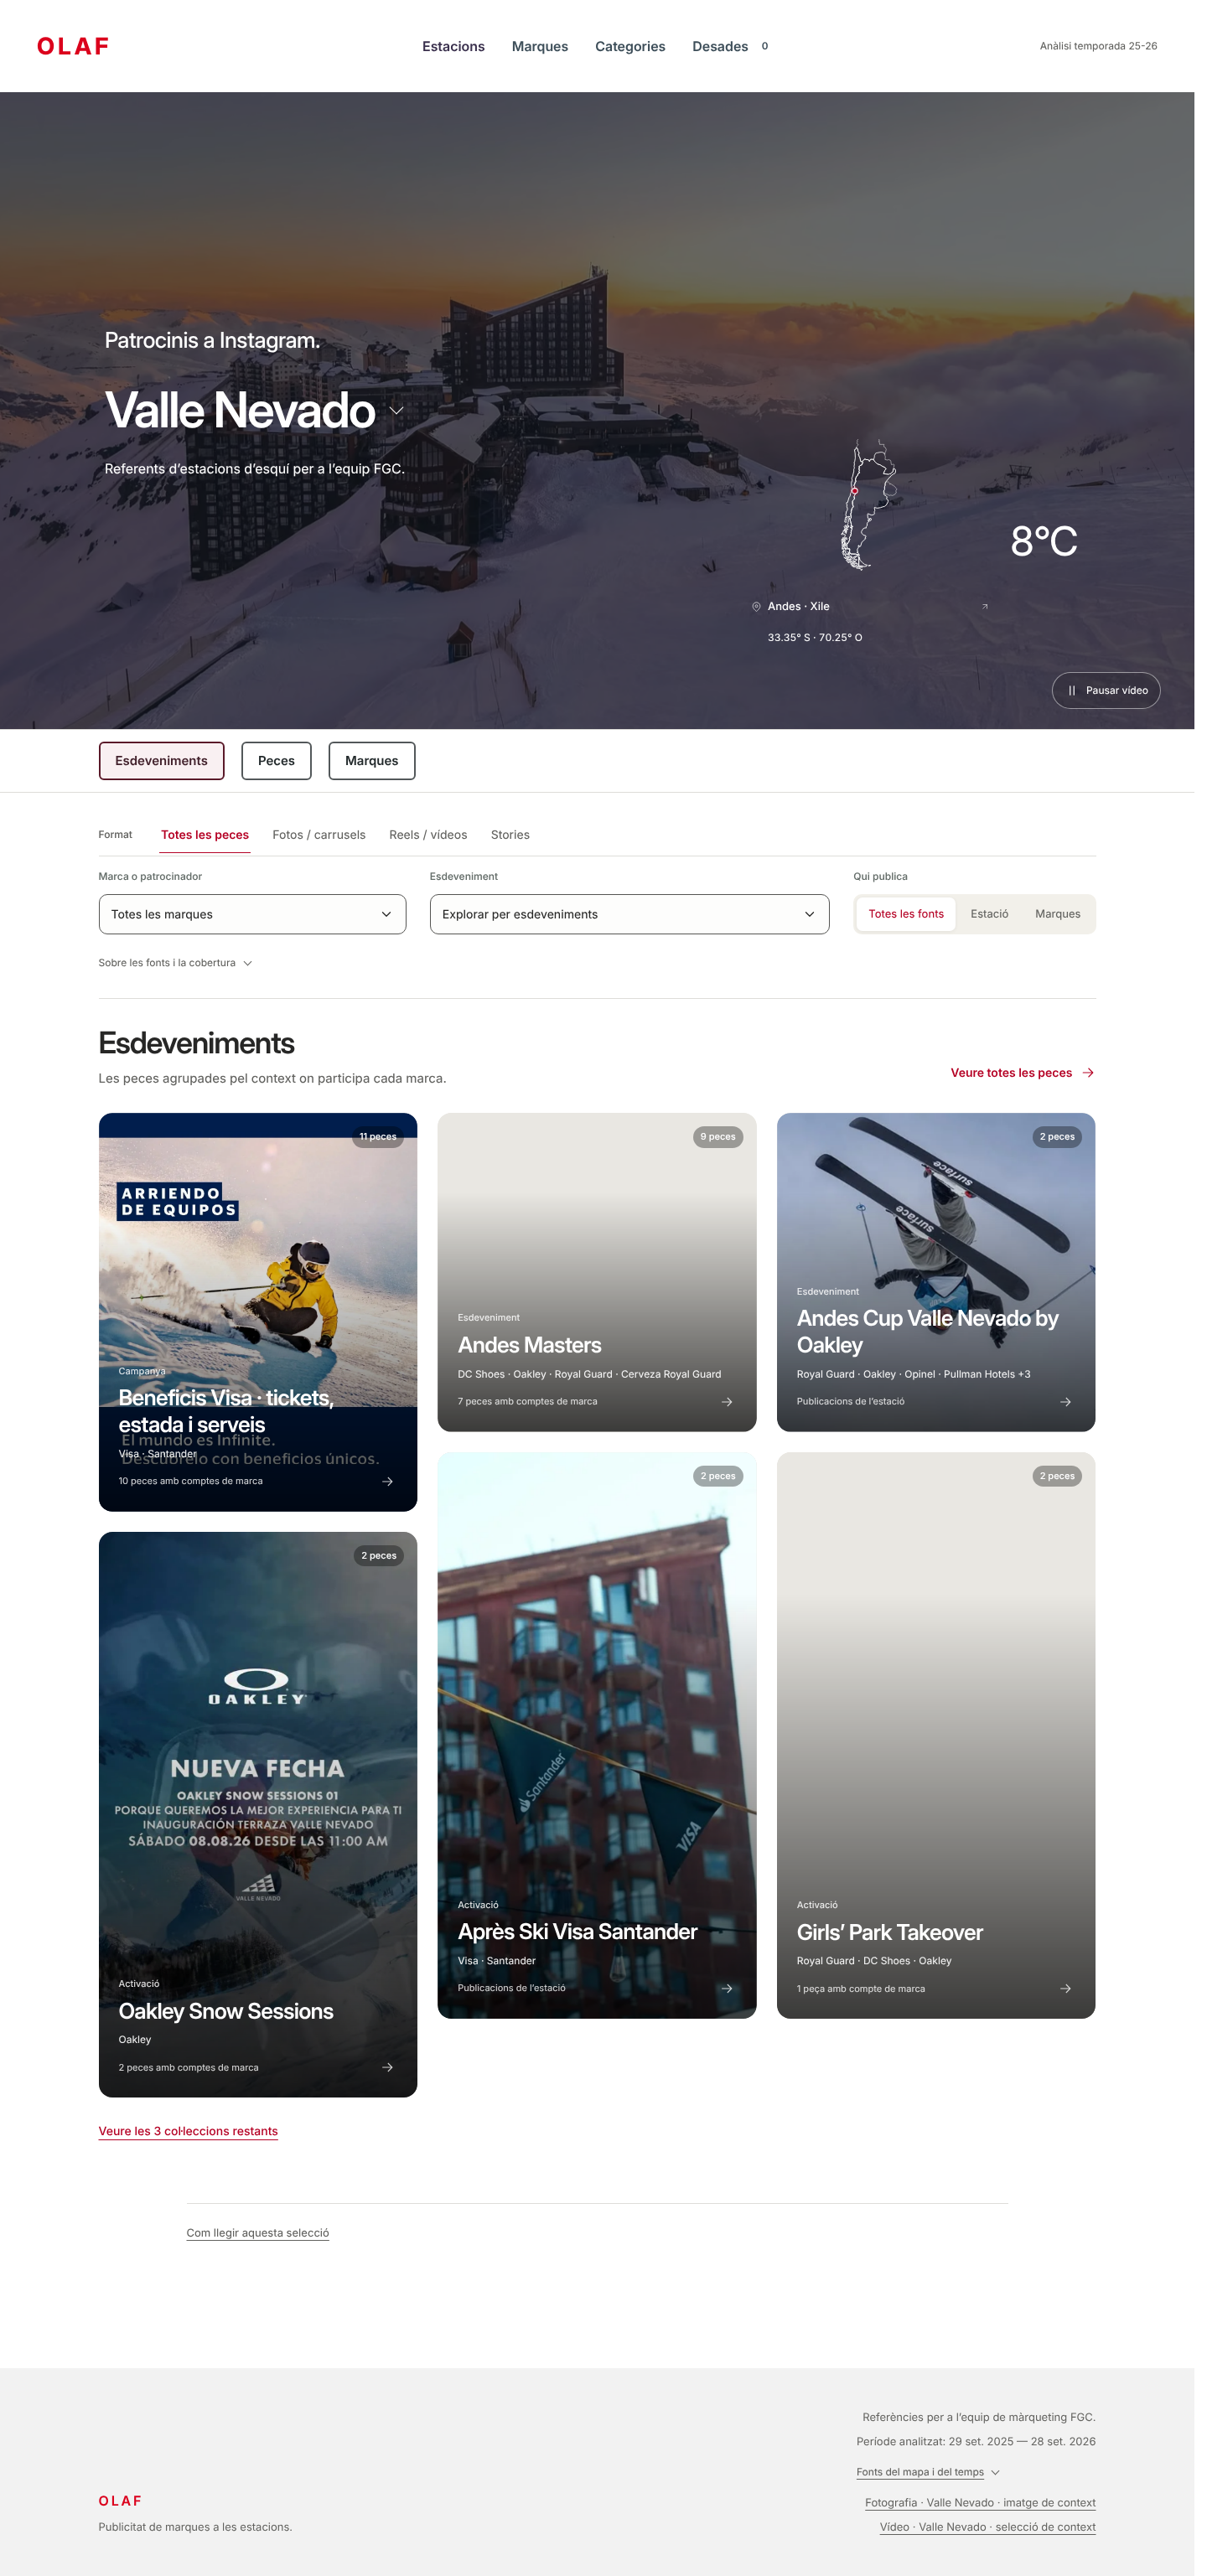 OLAF
Estacions
Marques
Categories
Desades 0
Anàlisi temporada 25-26
Patrocinis a Instagram.
Valle Nevado
Referents d’estacions d’esquí per a l’equip FGC.
8°C
Andes · Xile
33.35° S · 70.25° O
Pausar vídeo
Esdeveniments
Peces
Marques
Format
Totes les peces
Fotos / carrusels
Reels / vídeos
Stories
Marca o patrocinador
Esdeveniment
Qui publica
Totes les marques
Explorar per esdeveniments
Totes les fonts
Estació
Marques
Sobre les fonts i la cobertura
Esdeveniments
Les peces agrupades pel context on participa cada marca.
Veure totes les peces
11 peces
ARRIENDO
DE EQUIPOS
Campanya
Beneficis Visa · tickets,
estada i serveis
El mundo es Infinite.
Visa · Santander
Descúbrelo con beneficios únicos.
10 peces amb comptes de marca
9 peces
Esdeveniment
Andes Masters
DC Shoes · Oakley · Royal Guard · Cerveza Royal Guard
7 peces amb comptes de marca
2 peces
surface
surface
Esdeveniment
Andes Cup Valle Nevado by
Oakley
Royal Guard · Oakley · Opinel · Pullman Hotels +3
Publicacions de l’estació
2 peces
OAKLEY
NUEVA FECHA
OAKLEY SNOW SESSIONS 01
PORQUE QUEREMOS LA MEJOR EXPERIENCIA PARA TI
INAUGURACIÓN TERRAZA VALLE NEVADO
SÁBADO 08.08.26 DESDE LAS 11:00 AM
VALLE NEVADO
Activació
Oakley Snow Sessions
Oakley
2 peces amb comptes de marca
2 peces
Santander
VISA
Activació
Après Ski Visa Santander
Visa · Santander
Publicacions de l’estació
2 peces
Activació
Girls’ Park Takeover
Royal Guard · DC Shoes · Oakley
1 peça amb compte de marca
Veure les 3 col·leccions restants
Com llegir aquesta selecció
Referències per a l’equip de màrqueting FGC.
Període analitzat: 29 set. 2025 — 28 set. 2026
Fonts del mapa i del temps
OLAF
Fotografia · Valle Nevado · imatge de context
Publicitat de marques a les estacions.
Vídeo · Valle Nevado · selecció de context